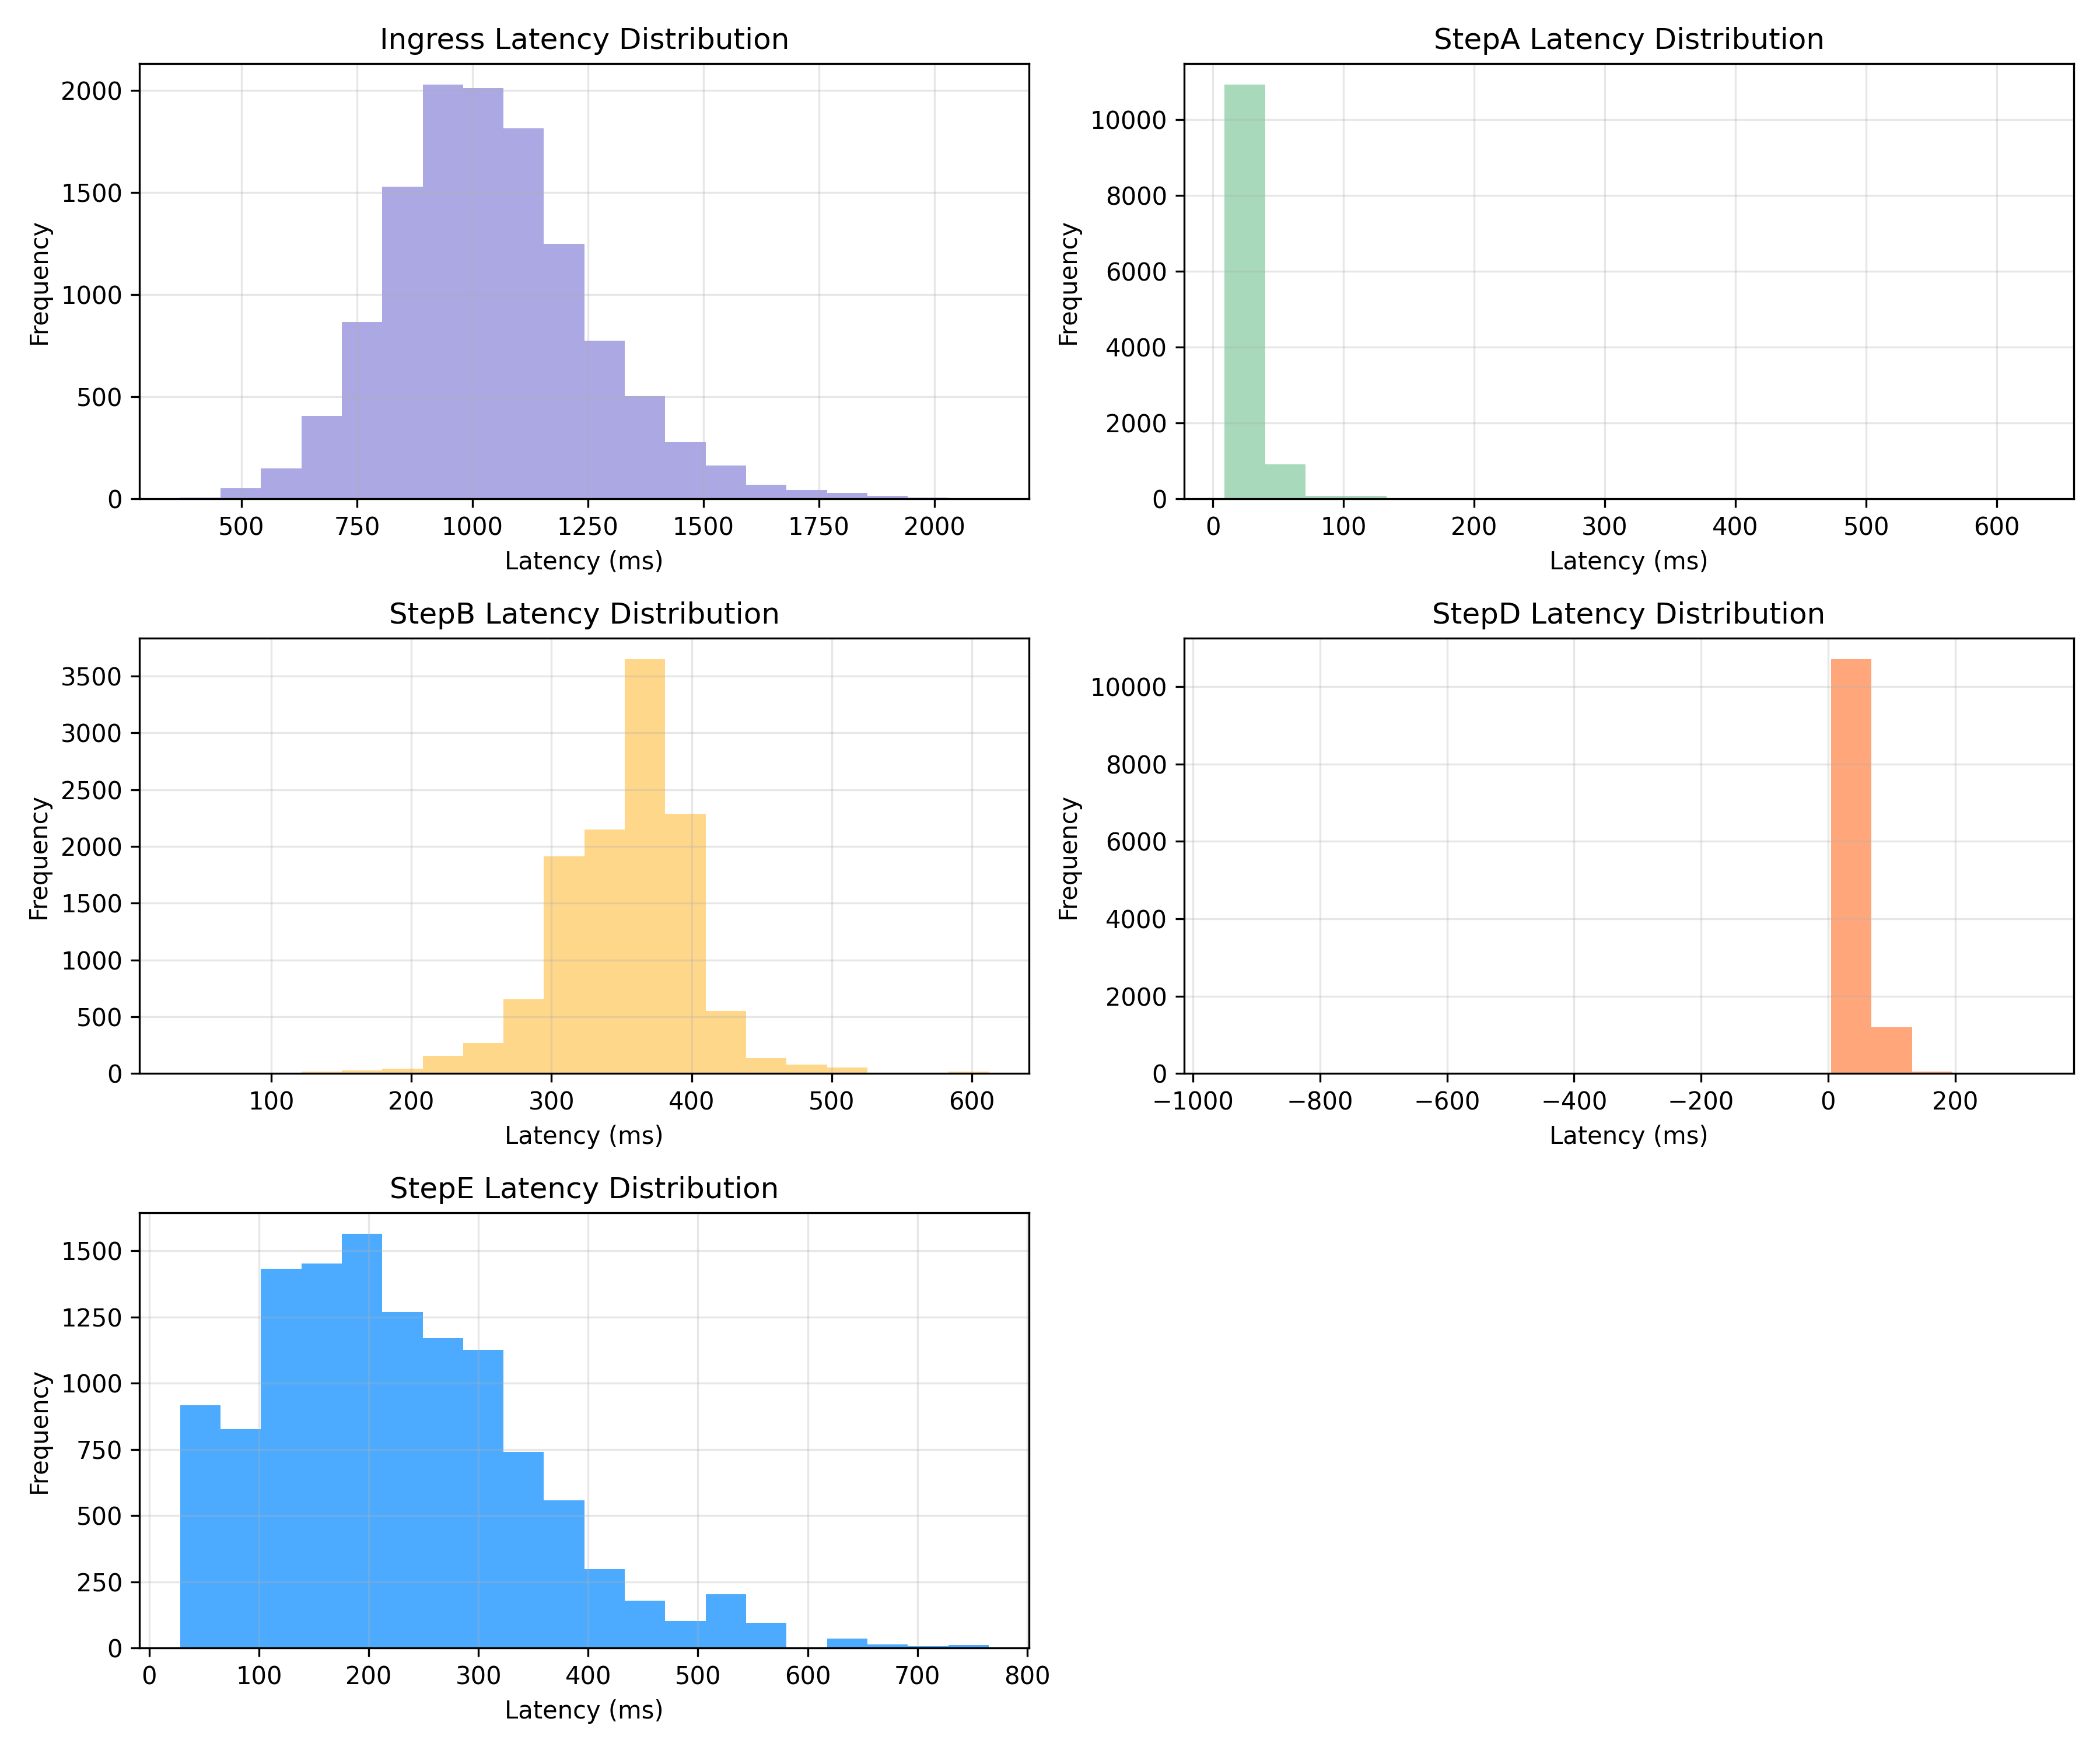 Ingress Latency Distribution
Frequency
2000
1500
1000
500
0
500 750 1000 1250 1500 1750 2000
Latency (ms)
StepA Latency Distribution
Frequency
10000
8000
6000
4000
2000
0
0 100 200 300 400 500 600
Latency (ms)
StepB Latency Distribution
Frequency
3500
3000
2500
2000
1500
1000
500
0
100 200 300 400 500 600
Latency (ms)
StepD Latency Distribution
Frequency
10000
8000
6000
4000
2000
0
−1000 −800 −600 −400 −200 0 200
Latency (ms)
StepE Latency Distribution
Frequency
1500
1250
1000
750
500
250
0
0 100 200 300 400 500 600 700 800
Latency (ms)